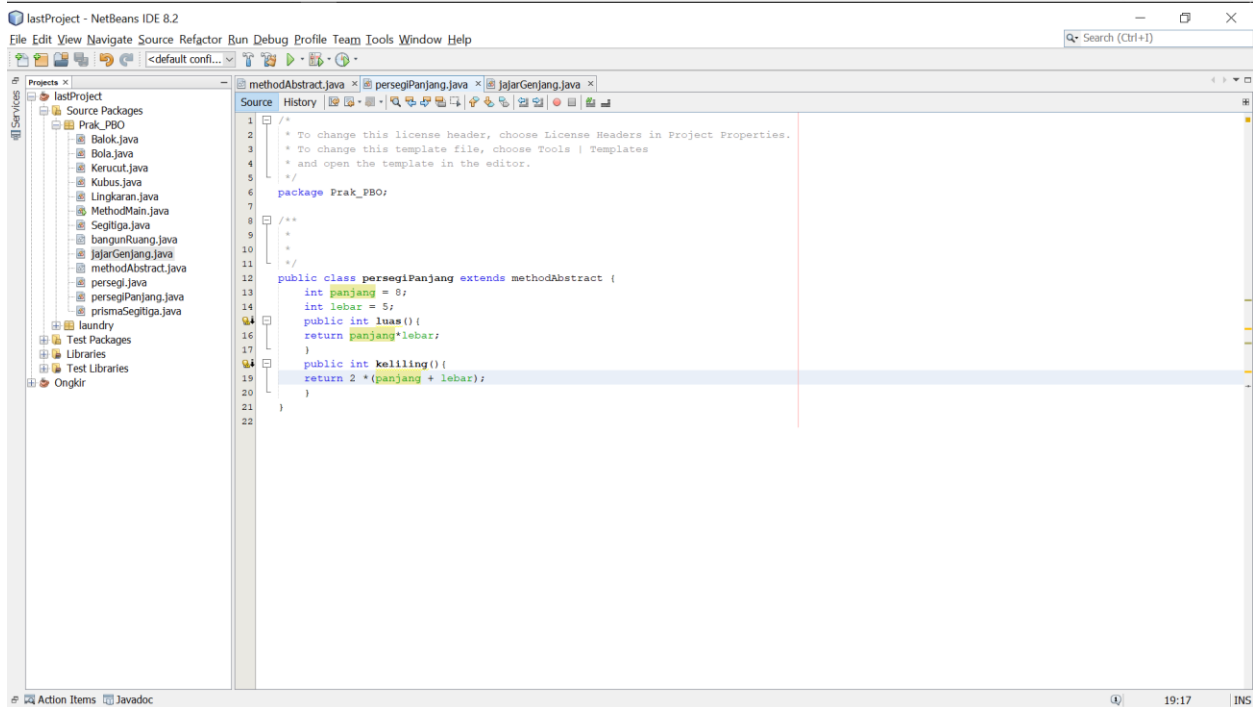 lastProject - NetBeans IDE 8.2
File Edit View Navigate Source Refactor Run Debug Profile Team Tools Window Help
Search (Ctrl+I)
<default confi...
Projects
methodAbstract.java
persegiPanjang.java
jajarGenjang.java
Services
Source History
lastProject
Source Packages
Prak_PBO
Balok.java
Bola.java
Kerucut.java
Kubus.java
Lingkaran.java
MethodMain.java
Segitiga.java
bangunRuang.java
jajarGenjang.java
methodAbstract.java
persegi.java
persegiPanjang.java
prismaSegitiga.java
laundry
Test Packages
Libraries
Test Libraries
Ongkir
1 /*
2 * To change this license header, choose License Headers in Project Properties.
3 * To change this template file, choose Tools | Templates
4 * and open the template in the editor.
5 */
6 package Prak_PBO;
7
8 /**
9 *
10 *
11 */
12 public class persegiPanjang extends methodAbstract {
13 int panjang = 8;
14 int lebar = 5;
public int luas(){
16 return panjang*lebar;
17 }
public int keliling(){
19 return 2 *(panjang + lebar);
20 }
21 }
22
Action Items Javadoc
19:17 INS